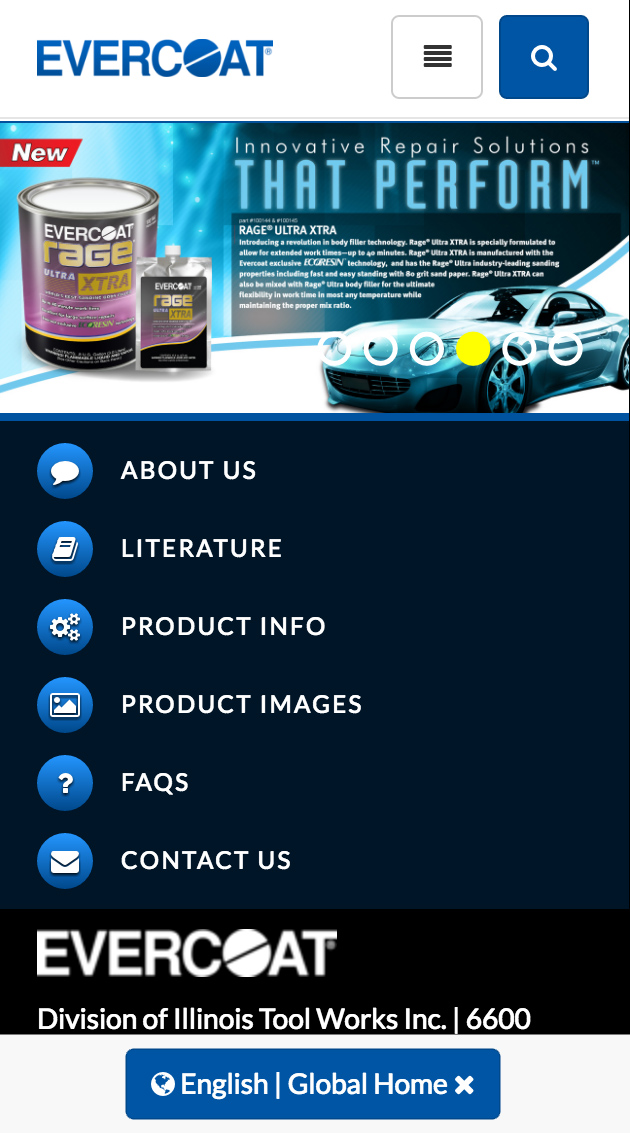 EVERCOAT®
New
Innovative Repair Solutions
THAT PERFORM™
part #100144 & #100145
RAGE® ULTRA XTRA
Introducing a revolution in body filler technology. Rage® Ultra XTRA is specially formulated to
allow for extended work times—up to 40 minutes. Rage® Ultra XTRA is manufactured with the
Evercoat exclusive ECORESIN™ technology, and has the Rage® Ultra industry-leading sanding
properties including fast and easy standing with 80 grit sand paper. Rage® Ultra XTRA can
also be mixed with Rage® Ultra body filler for the ultimate
flexibility in work time in most any temperature while
maintaining the proper mix ratio.
EVERCOAT
rage
ULTRA XTRA
ECORESIN
EVERCOAT
rage
ULTRA XTRA
ECORESIN
ABOUT US
LITERATURE
PRODUCT INFO
PRODUCT IMAGES
? FAQS
CONTACT US
EVERCOAT®
Division of Illinois Tool Works Inc. | 6600
English | Global Home ✖